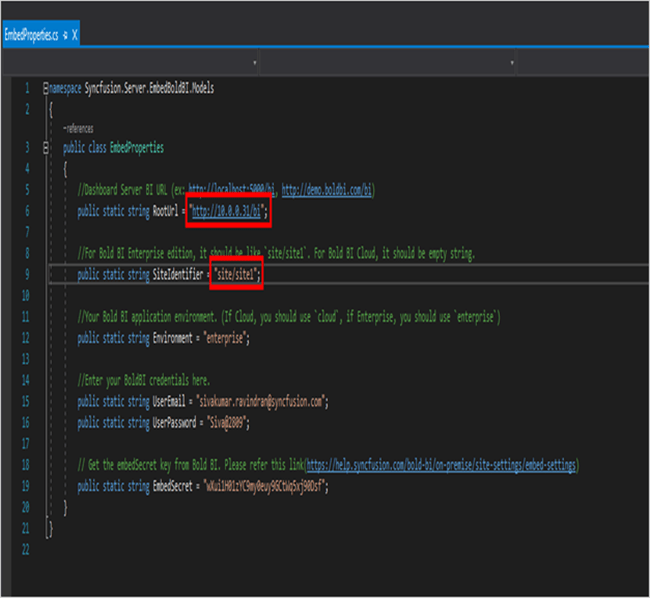 EmbedProperties.cs
1 namespace Syncfusion.Server.EmbedBoldBI.Models
2 {
-references
3 public class EmbedProperties
4 {
5 //Dashboard Server BI URL (ex: http://localhost:5000/bi, http://demo.boldbi.com/bi)
6 public static string RootUrl = "http://10.0.0.31/bi";
7
8 //For Bold BI Enterprise edition, it should be like `site/site1`. For Bold BI Cloud, it should be empty string.
9 public static string SiteIdentifier = "site/site1";
10
11 //Your Bold BI application environment. (If Cloud, you should use `cloud`, if Enterprise, you should use `enterprise`)
12 public static string Environment = "enterprise";
13
14 //Enter your BoldBI credentials here.
15 public static string UserEmail = "sivakumar.ravindran@syncfusion.com";
16 public static string UserPassword = "Siva@2809";
17
18 // Get the embedSecret key from Bold BI. Please refer this link(https://help.syncfusion.com/bold-bi/on-premise/site-settings/embed-settings)
19 public static string EmbedSecret =
20 }
21 }
22